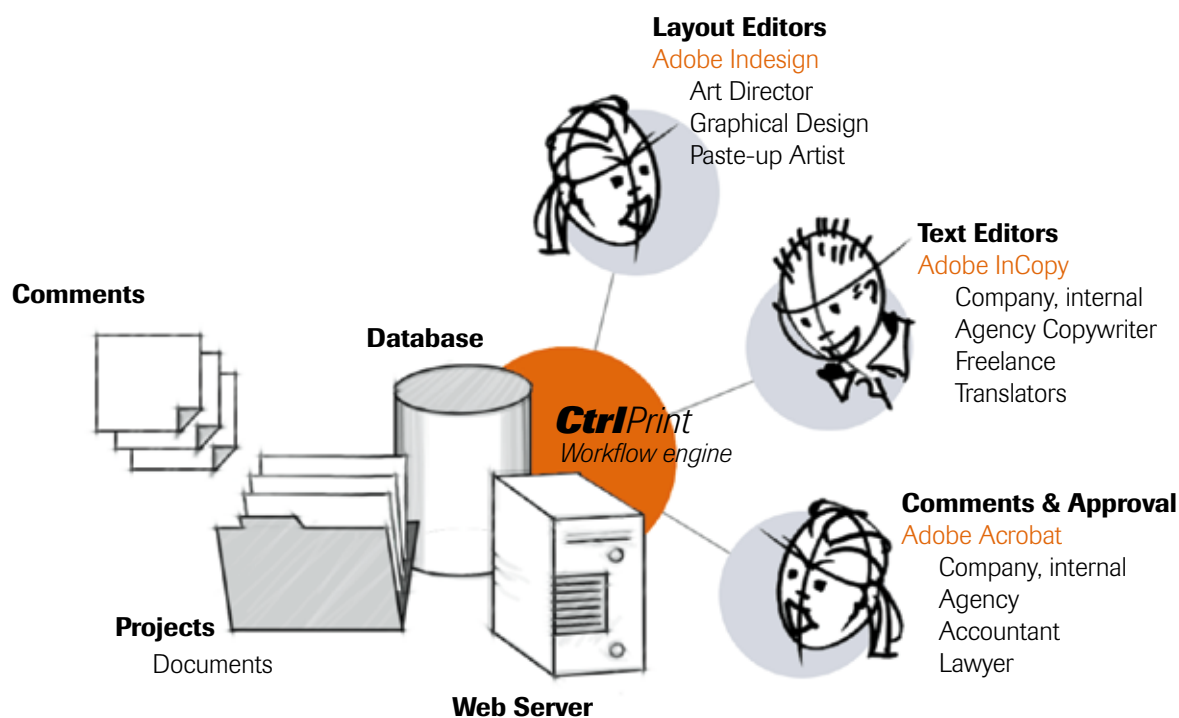 Layout Editors
Adobe Indesign
Art Director
Graphical Design
Paste-up Artist
Text Editors
Adobe InCopy
Company, internal
Agency Copywriter
Freelance
Translators
Comments
Database
CtrlPrint
Workflow engine
Comments & Approval
Adobe Acrobat
Company, internal
Agency
Accountant
Lawyer
Projects
Documents
Web Server